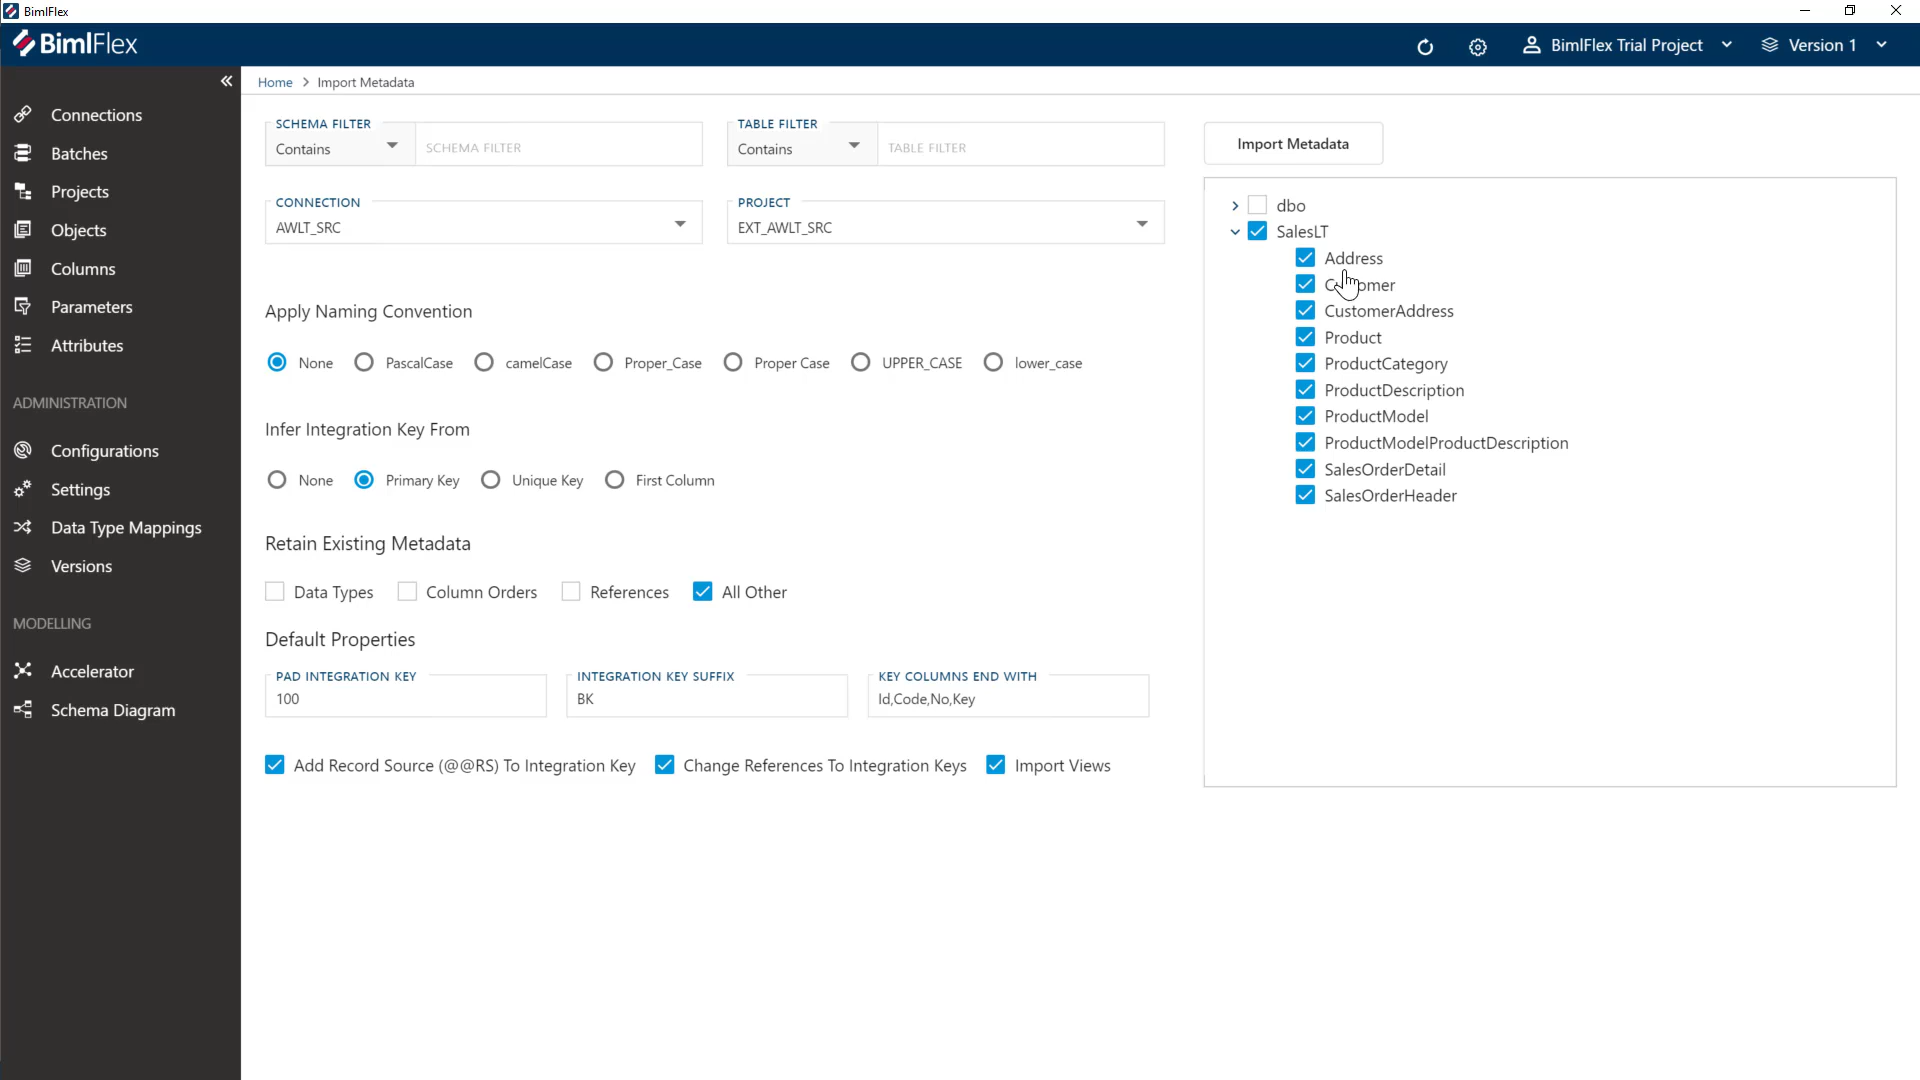 BimlFlex
BimlFlex
BimlFlex Trial Project
Version 1
Home > Import Metadata
Connections
Batches
Projects
Objects
Columns
Parameters
Attributes
ADMINISTRATION
Configurations
Settings
Data Type Mappings
Versions
MODELLING
Accelerator
Schema Diagram
SCHEMA FILTER
Contains
SCHEMA FILTER
TABLE FILTER
Contains
TABLE FILTER
CONNECTION
AWLT_SRC
PROJECT
EXT_AWLT_SRC
Apply Naming Convention
None PascalCase camelCase Proper_Case Proper Case UPPER_CASE lower_case
Infer Integration Key From
None Primary Key Unique Key First Column
Retain Existing Metadata
Data Types Column Orders References All Other
Default Properties
PAD INTEGRATION KEY
100
INTEGRATION KEY SUFFIX
BK
KEY COLUMNS END WITH
Id,Code,No,Key
Add Record Source (@@RS) To Integration Key Change References To Integration Keys Import Views
Import Metadata
dbo
SalesLT
Address
Customer
CustomerAddress
Product
ProductCategory
ProductDescription
ProductModel
ProductModelProductDescription
SalesOrderDetail
SalesOrderHeader